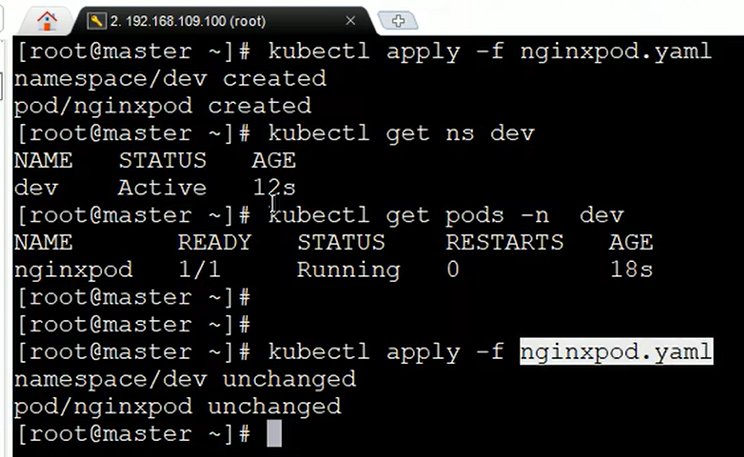 2. 192.168.109.100 (root)
[root@master ~]# kubectl apply -f nginxpod.yaml
namespace/dev created
pod/nginxpod created
[root@master ~]# kubectl get ns dev
NAME   STATUS   AGE
dev    Active   12s
[root@master ~]# kubectl get pods -n  dev
NAME       READY   STATUS    RESTARTS   AGE
nginxpod   1/1     Running   0          18s
[root@master ~]#
[root@master ~]#
[root@master ~]# kubectl apply -f nginxpod.yaml
namespace/dev unchanged
pod/nginxpod unchanged
[root@master ~]#